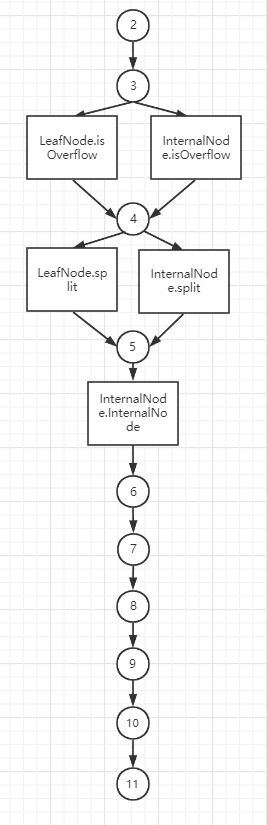 2
3
LeafNode.is
Overflow
InternalNod
e.isOverflow
4
LeafNode.sp
lit
InternalNod
e.split
5
InternalNod
e.InternalNo
de
6
7
8
9
10
11